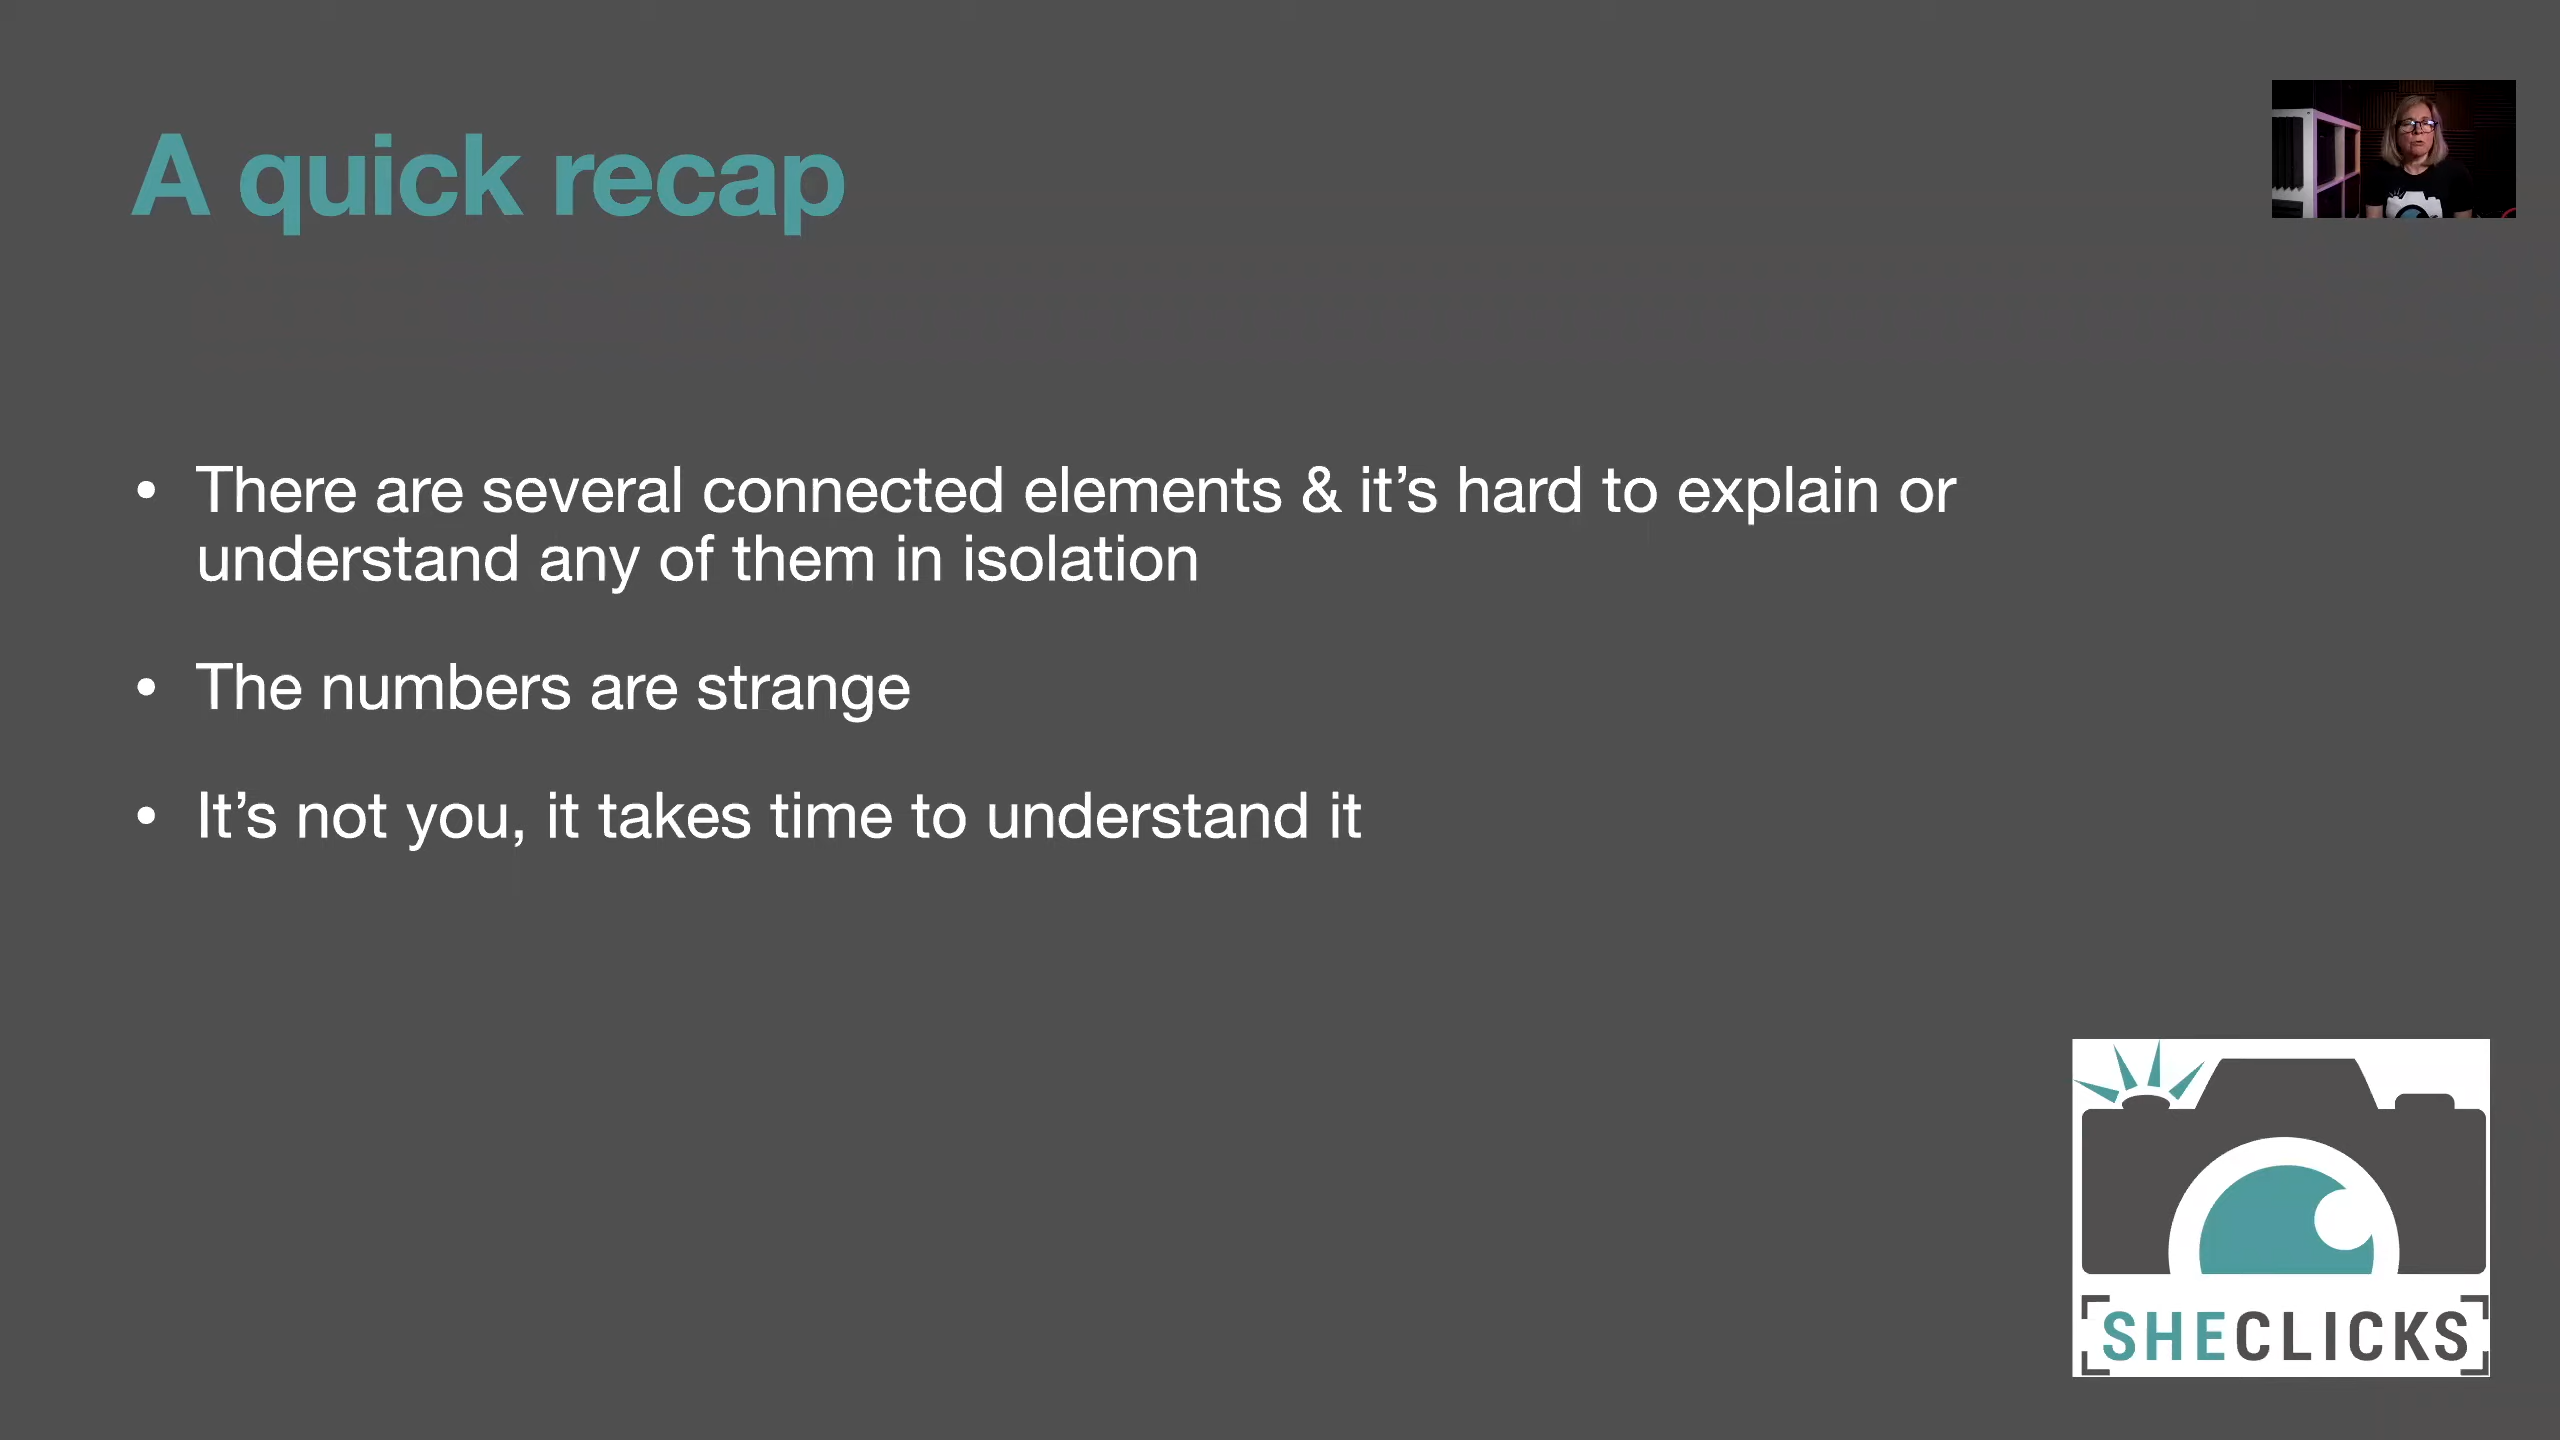 A quick recap
• There are several connected elements & it’s hard to explain or
understand any of them in isolation
• The numbers are strange
• It’s not you, it takes time to understand it
SHECLICKS